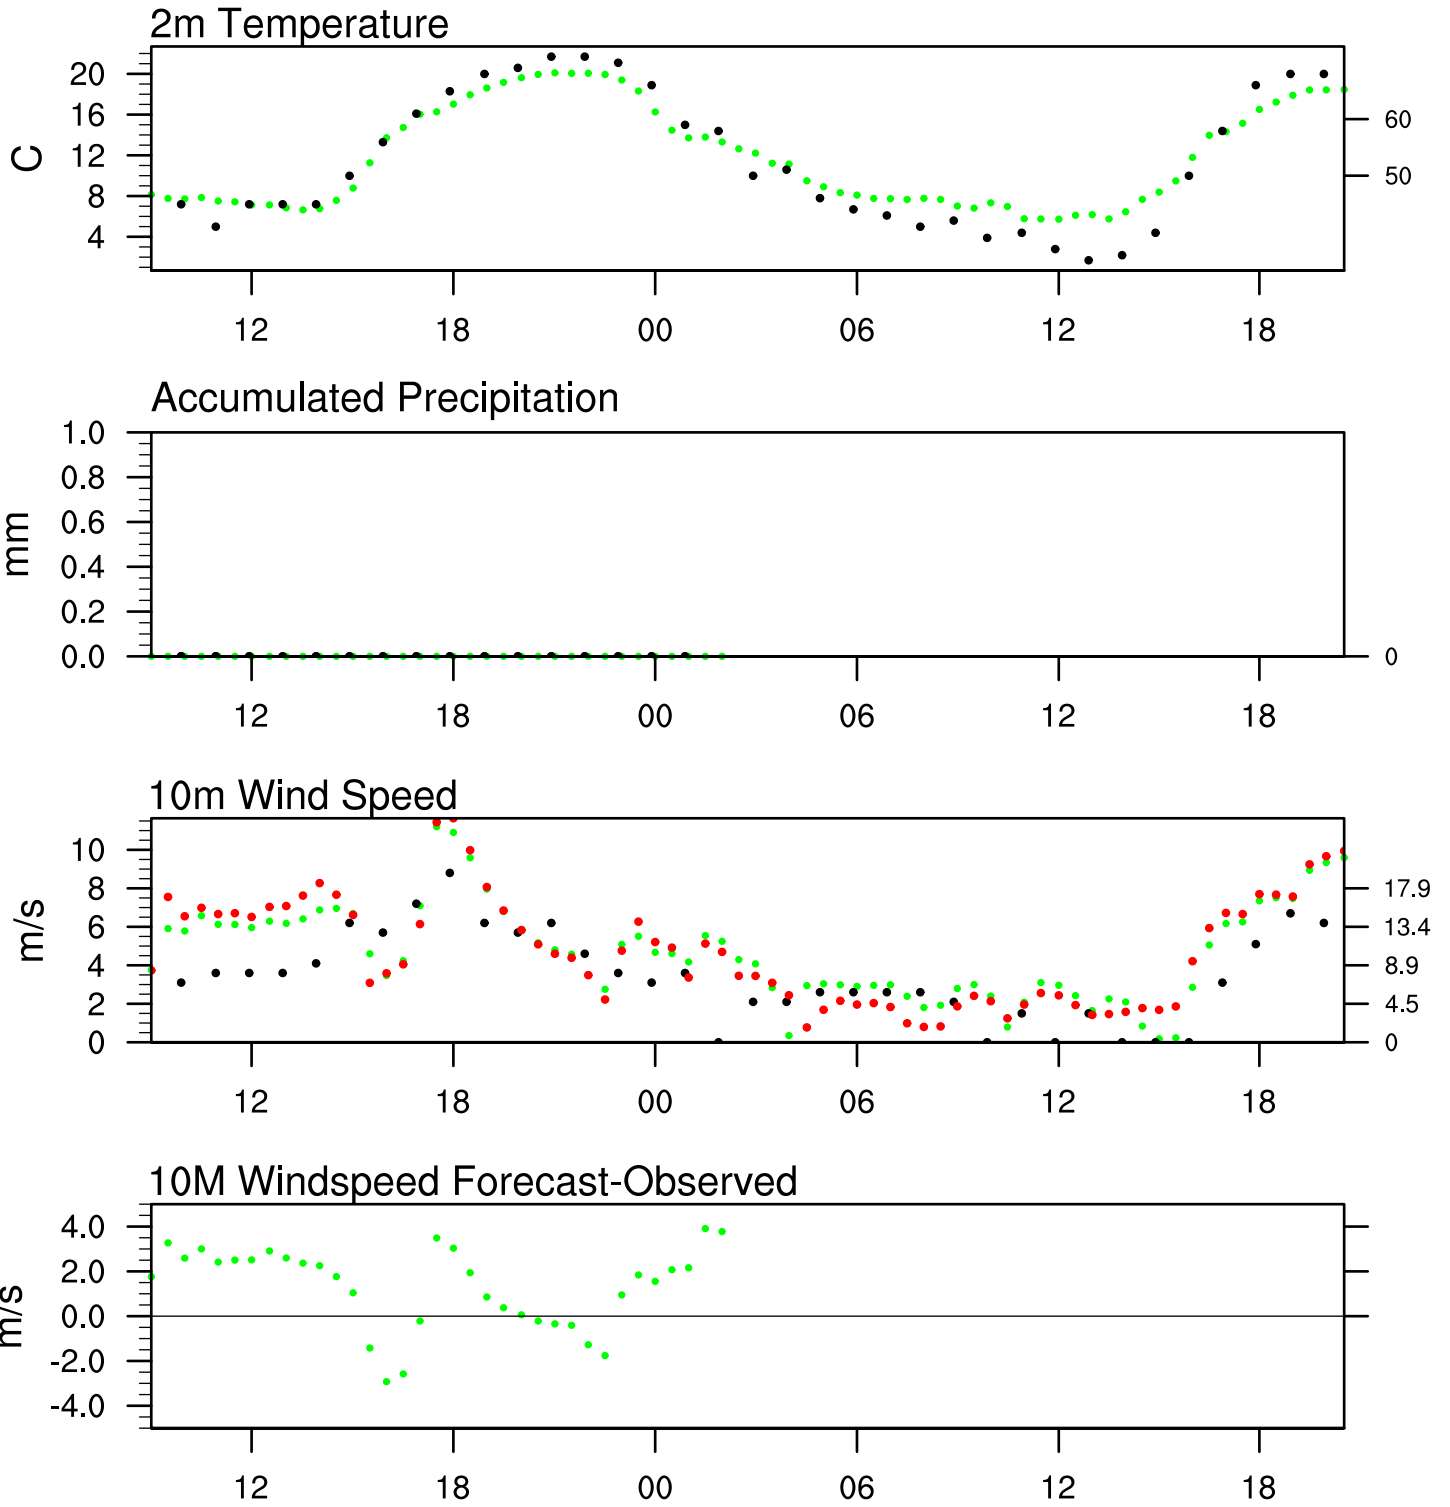 2m Temperature
20
16
12
8
4
C
60
50
12 18 00 06 12 18
Accumulated Precipitation
1.0
0.8
0.6
0.4
0.2
0.0
mm
0
12 18 00 06 12 18
10m Wind Speed
10
8
6
4
2
0
m/s
17.9
13.4
8.9
4.5
0
12 18 00 06 12 18
10M Windspeed Forecast-Observed
4.0
2.0
0.0
-2.0
-4.0
m/s
12 18 00 06 12 18